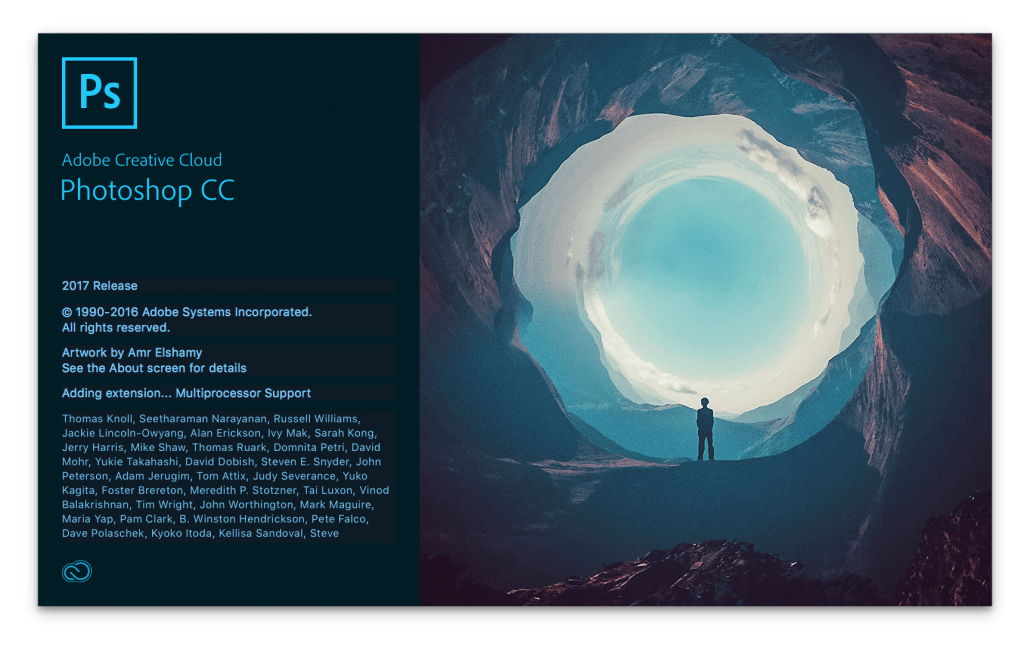 Ps
Adobe Creative Cloud
Photoshop CC
2017 Release
© 1990-2016 Adobe Systems Incorporated.
All rights reserved.
Artwork by Amr Elshamy
See the About screen for details
Adding extension... Multiprocessor Support
Thomas Knoll, Seetharaman Narayanan, Russell Williams,
Jackie Lincoln-Owyang, Alan Erickson, Ivy Mak, Sarah Kong,
Jerry Harris, Mike Shaw, Thomas Ruark, Domnita Petri, David
Mohr, Yukie Takahashi, David Dobish, Steven E. Snyder, John
Peterson, Adam Jerugim, Tom Attix, Judy Severance, Yuko
Kagita, Foster Brereton, Meredith P. Stotzner, Tai Luxon, Vinod
Balakrishnan, Tim Wright, John Worthington, Mark Maguire,
Maria Yap, Pam Clark, B. Winston Hendrickson, Pete Falco,
Dave Polaschek, Kyoko Itoda, Kellisa Sandoval, Steve